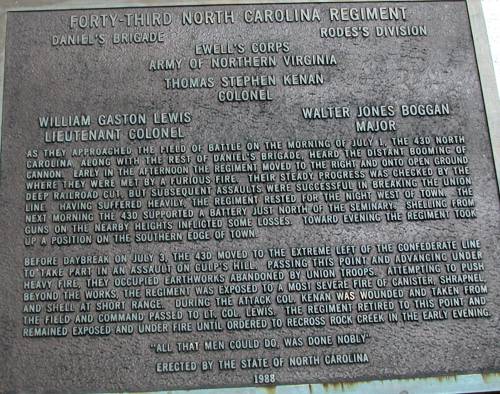 FORTY-THIRD NORTH CAROLINA REGIMENT
DANIEL'S BRIGADE RODES'S DIVISION
EWELL'S CORPS
ARMY OF NORTHERN VIRGINIA
THOMAS STEPHEN KENAN
COLONEL
WILLIAM GASTON LEWIS WALTER JONES BOGGAN
LIEUTENANT COLONEL MAJOR
AS THEY APPROACHED THE FIELD OF BATTLE ON THE MORNING OF JULY 1, THE 43D NORTH
CAROLINA, ALONG WITH THE REST OF DANIEL'S BRIGADE, HEARD THE DISTANT BOOMING OF
CANNON. EARLY IN THE AFTERNOON THE REGIMENT MOVED TO THE RIGHT AND ONTO OPEN GROUND
WHERE THEY WERE MET BY A FURIOUS FIRE. THEIR STEADY PROGRESS WAS CHECKED BY THE
DEEP RAILROAD CUT, BUT SUBSEQUENT ASSAULTS WERE SUCCESSFUL IN BREAKING THE UNION
LINE. HAVING SUFFERED HEAVILY, THE REGIMENT RESTED FOR THE NIGHT WEST OF TOWN. THE
NEXT MORNING THE 43D SUPPORTED A BATTERY JUST NORTH OF THE SEMINARY. SHELLING FROM
GUNS ON THE NEARBY HEIGHTS INFLICTED SOME LOSSES. TOWARD EVENING THE REGIMENT TOOK
UP A POSITION ON THE SOUTHERN EDGE OF TOWN.
BEFORE DAYBREAK ON JULY 3, THE 43D MOVED TO THE EXTREME LEFT OF THE CONFEDERATE LINE
TO TAKE PART IN AN ASSAULT ON CULP'S HILL. PASSING THIS POINT AND ADVANCING UNDER
HEAVY FIRE, THEY OCCUPIED EARTHWORKS ABANDONED BY UNION TROOPS. ATTEMPTING TO PUSH
BEYOND THE WORKS, THE REGIMENT WAS EXPOSED TO A MOST SEVERE FIRE OF CANISTER, SHRAPNEL,
AND SHELL AT SHORT RANGE. DURING THE ATTACK COL. KENAN WAS WOUNDED AND TAKEN FROM
THE FIELD AND COMMAND PASSED TO LT. COL. LEWIS. THE REGIMENT RETIRED TO THIS POINT AND
REMAINED EXPOSED AND UNDER FIRE UNTIL ORDERED TO RECROSS ROCK CREEK IN THE EARLY EVENING.
"ALL THAT MEN COULD DO, WAS DONE NOBLY"
ERECTED BY THE STATE OF NORTH CAROLINA
1988